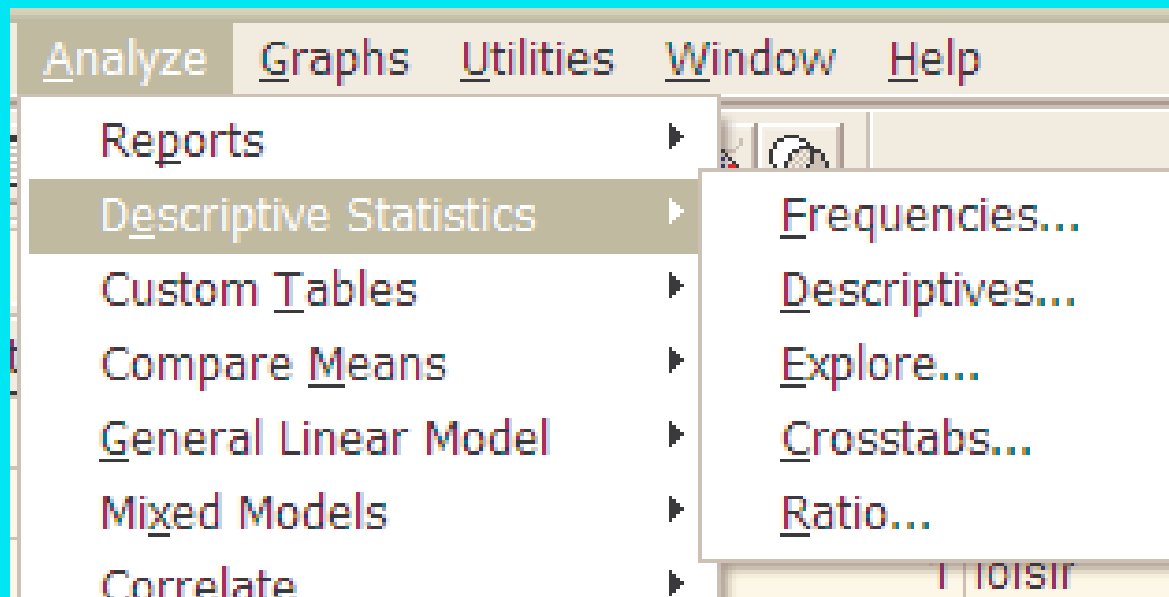 Analyze Graphs Utilities Window Help
Reports
Descriptive Statistics
Custom Tables
Compare Means
General Linear Model
Mixed Models
Correlate
Frequencies...
Descriptives...
Explore...
Crosstabs...
Ratio...
loisir